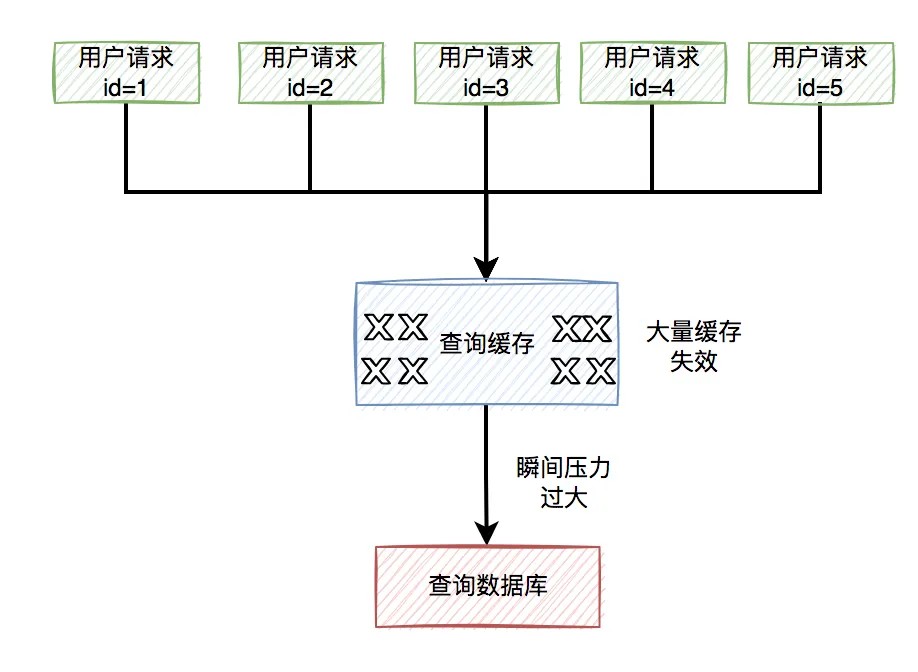 用户请求
id=1
用户请求
id=2
用户请求
id=3
用户请求
id=4
用户请求
id=5
查询缓存
大量缓存
失效
瞬间压力
过大
查询数据库